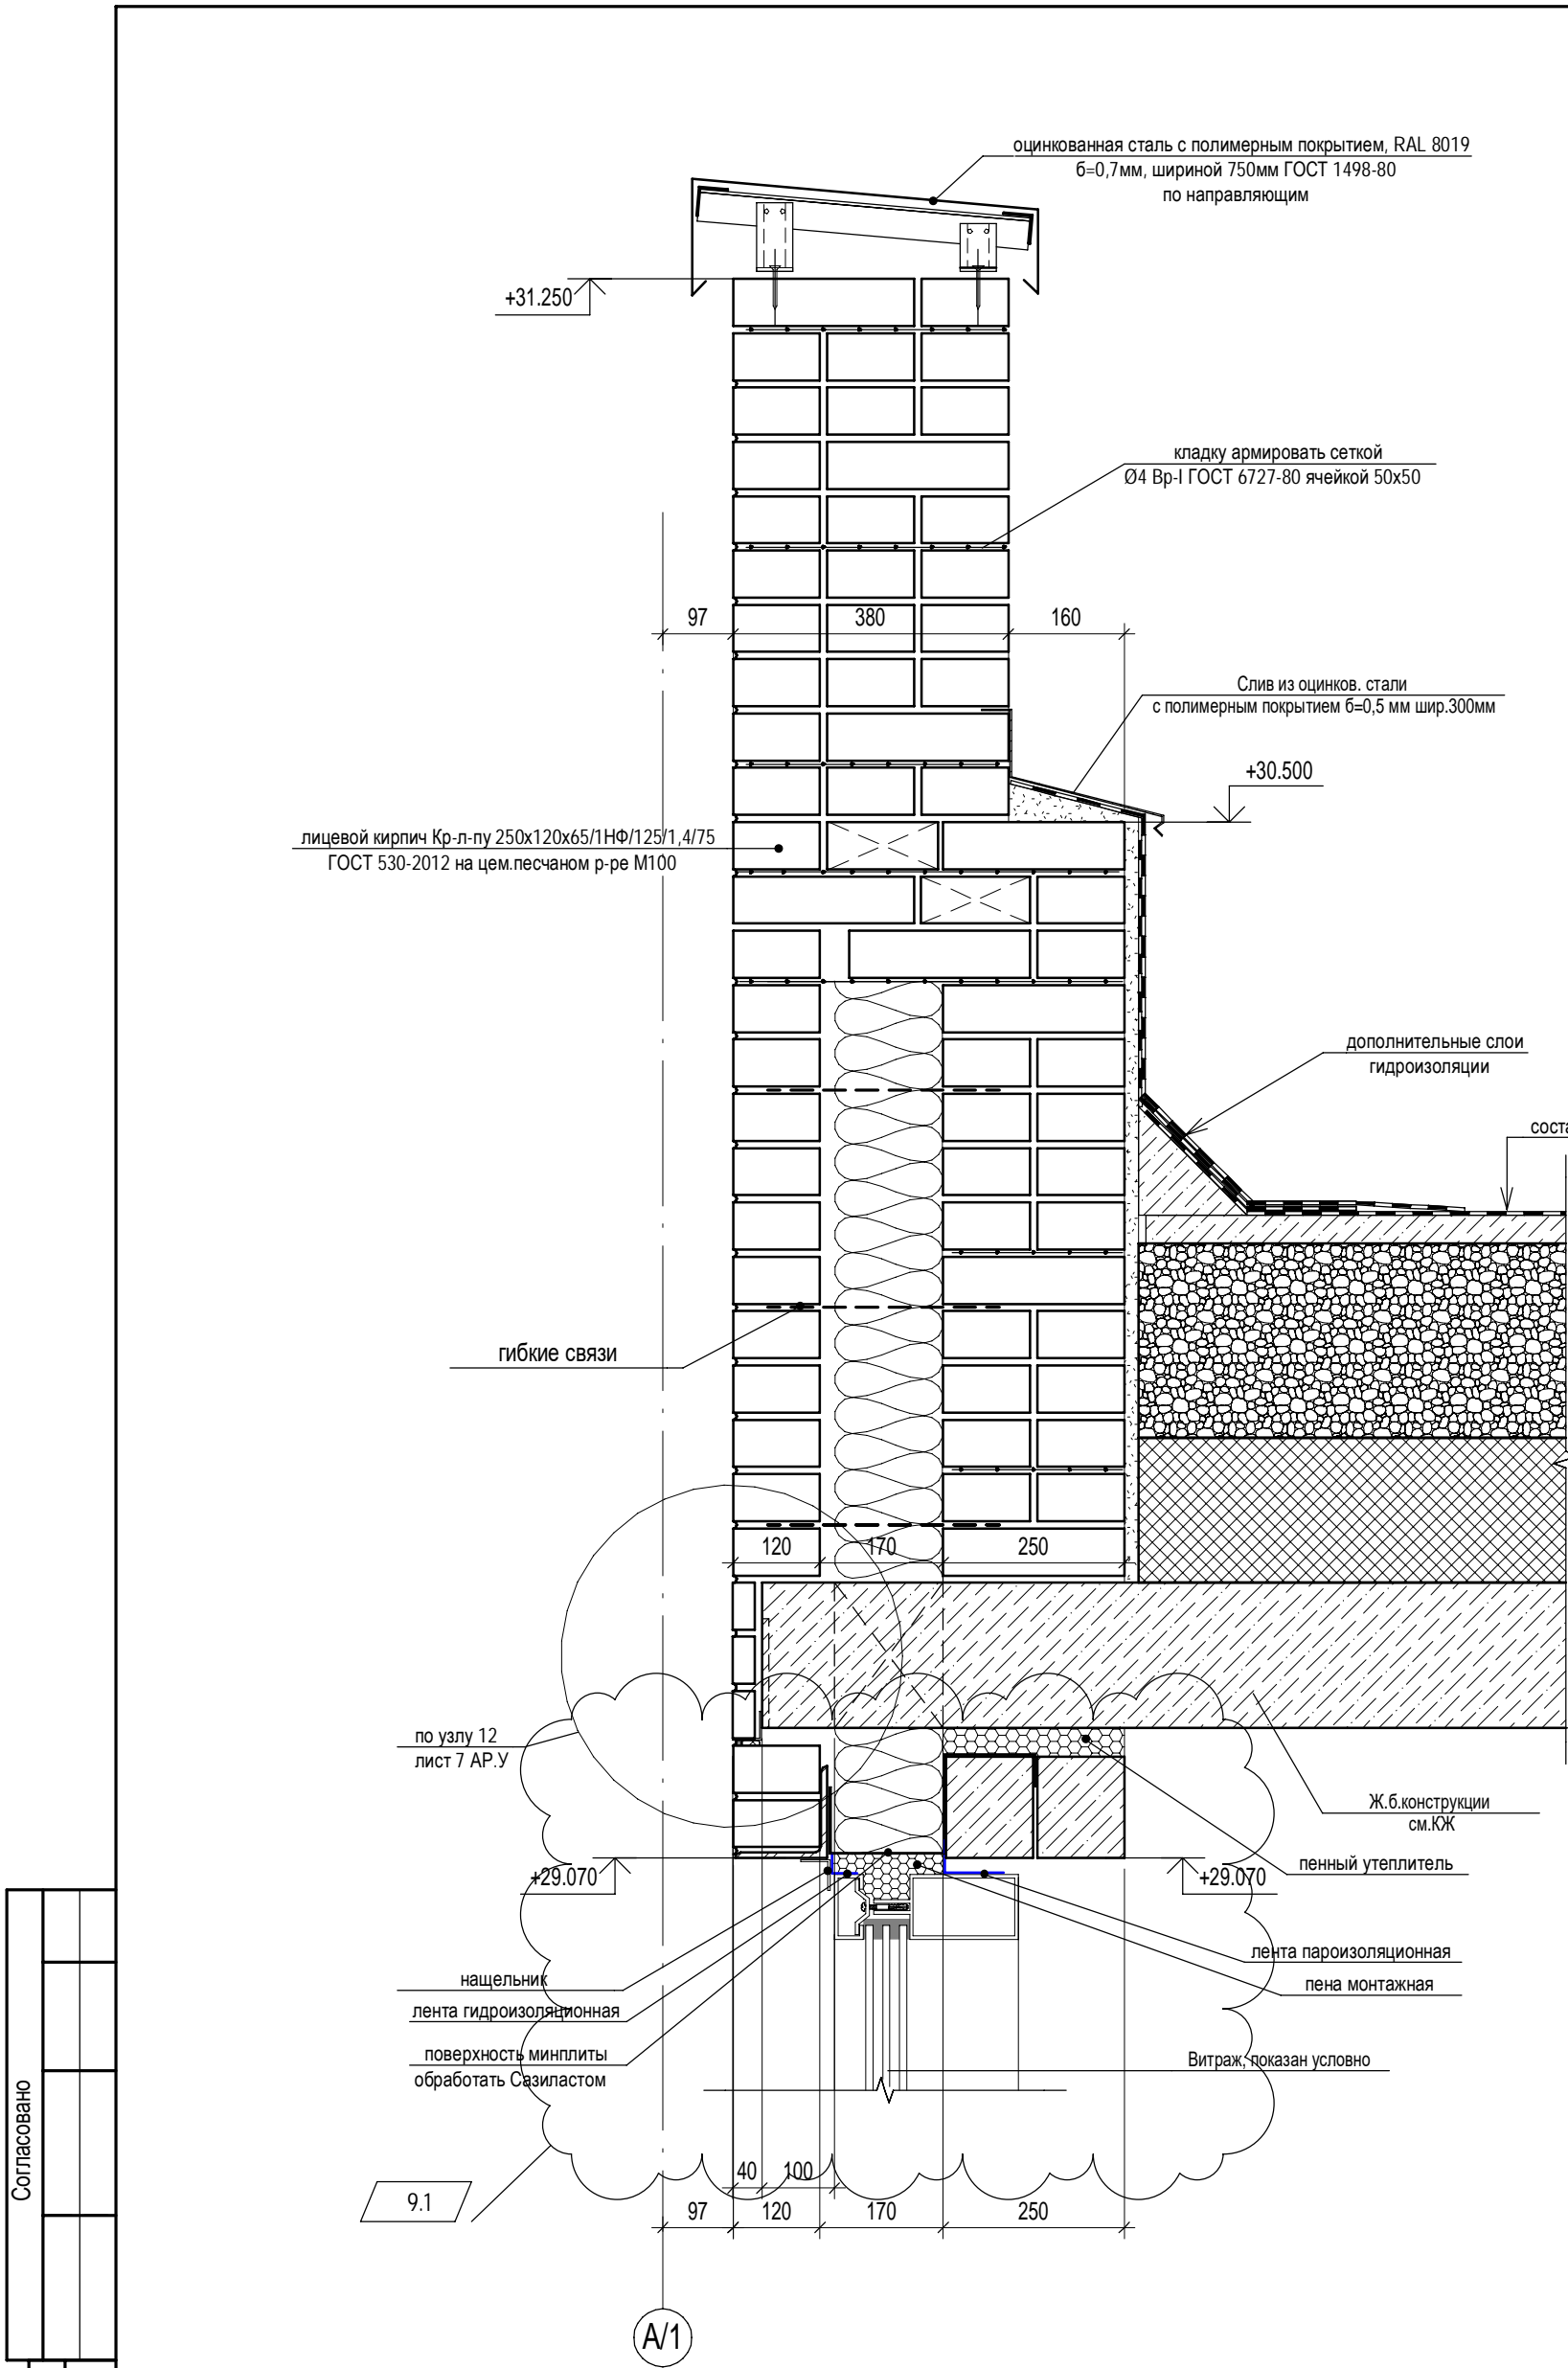 оцинкованная сталь с полимерным покрытием, RAL 8019
б=0,7мм, шириной 750мм ГОСТ 1498-80
по направляющим
+31.250
кладку армировать сеткой
Ø4 Вр-I ГОСТ 6727-80 ячейкой 50х50
97
380
160
Слив из оцинков. стали
с полимерным покрытием б=0,5 мм шир.300мм
+30.500
лицевой кирпич Кр-л-пу 250х120х65/1НФ/125/1,4/75
ГОСТ 530-2012 на цем.песчаном р-ре М100
дополнительные слои
гидроизоляции
соста
гибкие связи
120
170
250
по узлу 12
лист 7 АР.У
Ж.б.конструкции
см.КЖ
пенный утеплитель
+29.070
+29.070
лента пароизоляционная
пена монтажная
нащельник
лента гидроизоляционная
поверхность минплиты
обработать Сазиластом
Витраж, показан условно
40
100
9.1
97
120
170
250
А/1
Согласовано